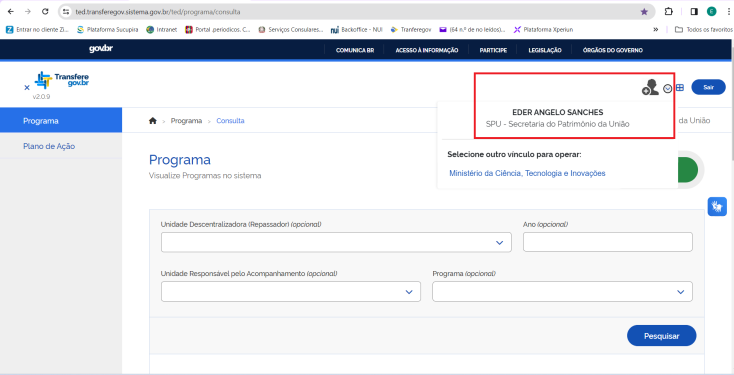 ted.transferegov.sistema.gov.br/ted/programa/consulta
Entrar no cliente Zi... Plataforma Sucupira Intranet Portal .periodicos. C... Serviços Consulares... nuj Backoffice - NUI Tranferegov (64 n.º de no leídos)... Plataforma Xperiun » Todos os favoritos
govbr COMUNICA BR ACESSO À INFORMAÇÃO PARTICIPE LEGISLAÇÃO ÓRGÃOS DO GOVERNO
× Transfere
gov.br
v2.0.9
Sair
Programa
Plano de Ação
Programa Consulta
EDER ANGELO SANCHES
SPU - Secretaria do Patrimônio da União
da União
Selecione outro vínculo para operar:
Ministério da Ciência, Tecnologia e Inovações
Programa
Visualize Programas no sistema
Unidade Descentralizadora (Repassador) (opcional) Ano (opcional)
Unidade Responsável pelo Acompanhamento (opcional) Programa (opcional)
Pesquisar